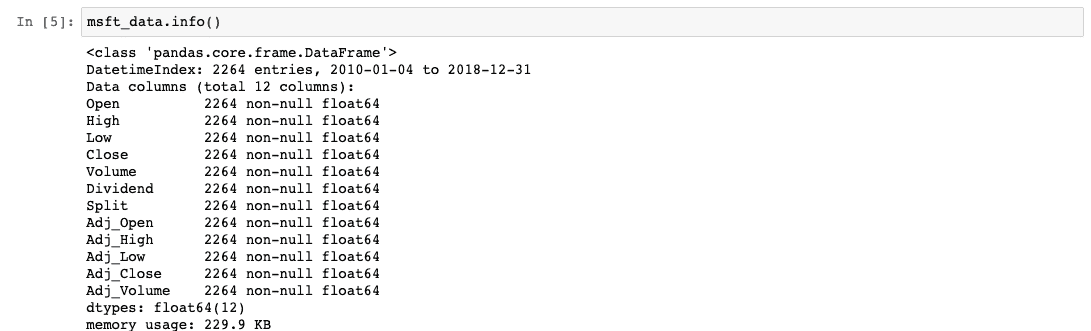 In [5]: msft_data.info()
<class 'pandas.core.frame.DataFrame'>
DatetimeIndex: 2264 entries, 2010-01-04 to 2018-12-31
Data columns (total 12 columns):
Open          2264 non-null float64
High          2264 non-null float64
Low           2264 non-null float64
Close         2264 non-null float64
Volume        2264 non-null float64
Dividend      2264 non-null float64
Split         2264 non-null float64
Adj_Open      2264 non-null float64
Adj_High      2264 non-null float64
Adj_Low       2264 non-null float64
Adj_Close     2264 non-null float64
Adj_Volume    2264 non-null float64
dtypes: float64(12)
memory usage: 229.9 KB